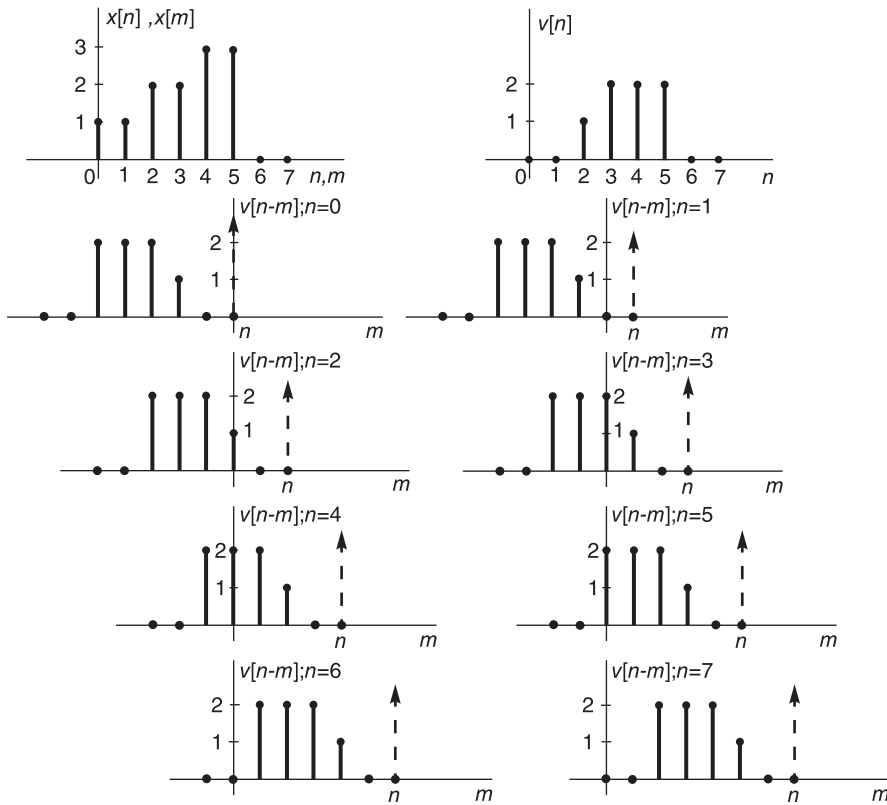 x[n] ,x[m]
3
2
1
0 1 2 3 4 5 6 7 n,m
v[n]
2
1
0 1 2 3 4 5 6 7 n
v[n-m];n=0
2
1
n m
v[n-m];n=1
2
1
n m
v[n-m];n=2
2
1
n m
v[n-m];n=3
2
1
n m
v[n-m];n=4
2
1
n m
v[n-m];n=5
2
1
n m
v[n-m];n=6
2
1
n m
v[n-m];n=7
2
1
n m